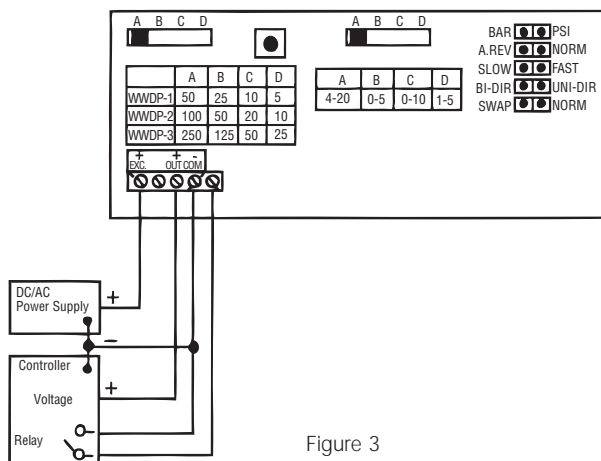 A B C D
A B C D
BAR PSI
A.REV NORM
SLOW FAST
BI-DIR UNI-DIR
SWAP NORM
A B C D
WWDP-1 50 25 10 5
WWDP-2 100 50 20 10
WWDP-3 250 125 50 25
A B C D
4-20 0-5 0-10 1-5
+ + -
EXC. OUT COM
DC/AC
Power Supply
+
-
Controller
Voltage
+
Relay
Figure 3